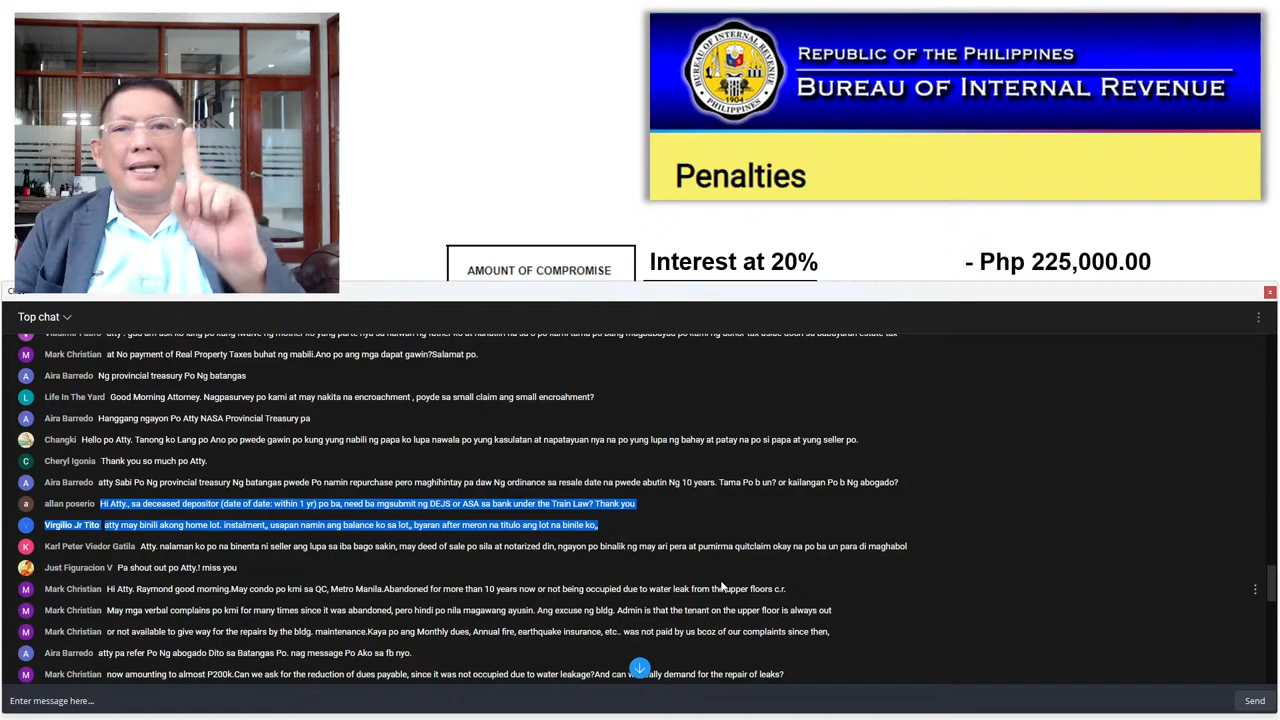 REPUBLIC OF THE PHILIPPINES
BUREAU OF INTERNAL REVENUE
BUREAU OF INTERNAL REVENUE
PHILIPPINES
1904
Penalties
AMOUNT OF COMPROMISE
Interest at 20% - Php 225,000.00
Top chat
Mark Christian at No payment of Real Property Taxes buhat ng mabili.Ano po ang mga dapat gawin?Salamat po.
A Aira Barredo Ng provincial treasury Po Ng batangas
L Life In The Yard Good Morning Attorney. Nagpasurvey po kami at may nakita na encroachment , poyde sa small claim ang small encroahment?
A Aira Barredo Hanggang ngayon Po Atty NASA Provincial Treasury pa
Changki Hello po Atty. Tanong ko Lang po Ano po pwede gawin po kung yung nabili ng papa ko lupa nawala po yung kasulatan at napatayuan nya na po yung lupa ng bahay at patay na po si papa at yung seller po.
C Cheryl Igonia Thank you so much po Atty.
A Aira Barredo atty Sabi Po Ng provincial treasury Ng batangas pwede Po Namin repurchase pero maghihintay pa daw Ng ordinance sa resale date na pwede abutin Ng 10 years. Tama Po b un? or kailangan Po b Ng abogado?
a allan poserio Hi Atty., sa deceased depositor (date of date: within 1 yr) po ba, need ba mgsubmit ng DEJS or ASA sa bank under the Train Law? Thank you
Virgilio Jr Tito atty may binili akong home lot. instalment,, usapan namin ang balance ko sa lot,, byaran after meron na titulo ang lot na binile ko,,
K Karl Peter Viedor Gatila Atty. nalaman ko po na binenta ni seller ang lupa sa iba bago sakin, may deed of sale po sila at notarized din, ngayon po binalik ng may ari pera at pumirma quitclaim okay na po ba un para di maghabol
Just Figuracion V Pa shout out po Atty.! miss you
M Mark Christian Hi Atty. Raymond good morning.May condo po kmi sa QC, Metro Manila.Abandoned for more than 10 years now or not being occupied due to water leak from the upper floors c.r.
M Mark Christian May mga verbal complains po kmi for many times since it was abandoned, pero hindi po nila magawang ayusin. Ang excuse ng bldg. Admin is that the tenant on the upper floor is always out
M Mark Christian or not available to give way for the repairs by the bldg. maintenance.Kaya po ang Monthly dues, Annual fire, earthquake insurance, etc.. was not paid by us bcoz of our complaints since then,
A Aira Barredo atty pa refer Po Ng abogado Dito sa Batangas Po. nag message Po Ako sa fb nyo.
M Mark Christian now amounting to almost P200k.Can we ask for the reduction of dues payable, since it was not occupied due to water leakage?And can demand for the repair of leaks?
Enter message here...
Send